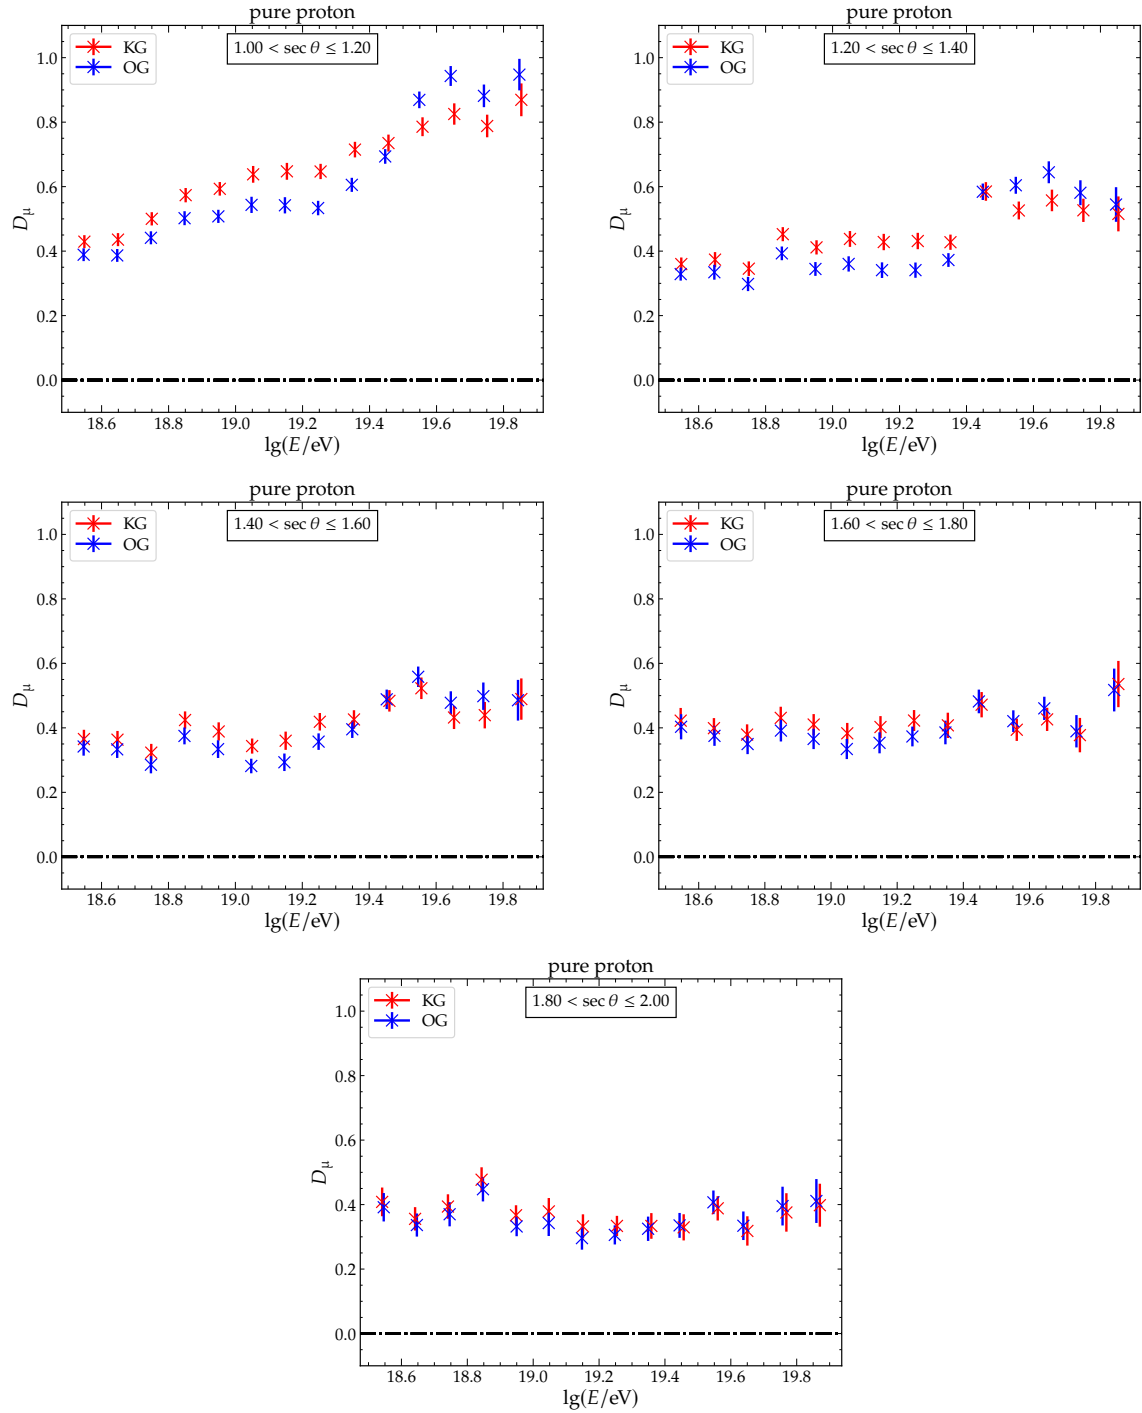 pure proton
KG
OG
1.00 < sec θ ≤ 1.20
1.0
0.8
0.6
0.4
0.2
0.0
D_μ
18.6 18.8 19.0 19.2 19.4 19.6 19.8
lg(E/eV)
pure proton
KG
OG
1.20 < sec θ ≤ 1.40
1.0
0.8
0.6
0.4
0.2
0.0
D_μ
18.6 18.8 19.0 19.2 19.4 19.6 19.8
lg(E/eV)
pure proton
KG
OG
1.40 < sec θ ≤ 1.60
1.0
0.8
0.6
0.4
0.2
0.0
D_μ
18.6 18.8 19.0 19.2 19.4 19.6 19.8
lg(E/eV)
pure proton
KG
OG
1.60 < sec θ ≤ 1.80
1.0
0.8
0.6
0.4
0.2
0.0
D_μ
18.6 18.8 19.0 19.2 19.4 19.6 19.8
lg(E/eV)
pure proton
KG
OG
1.80 < sec θ ≤ 2.00
1.0
0.8
0.6
0.4
0.2
0.0
D_μ
18.6 18.8 19.0 19.2 19.4 19.6 19.8
lg(E/eV)